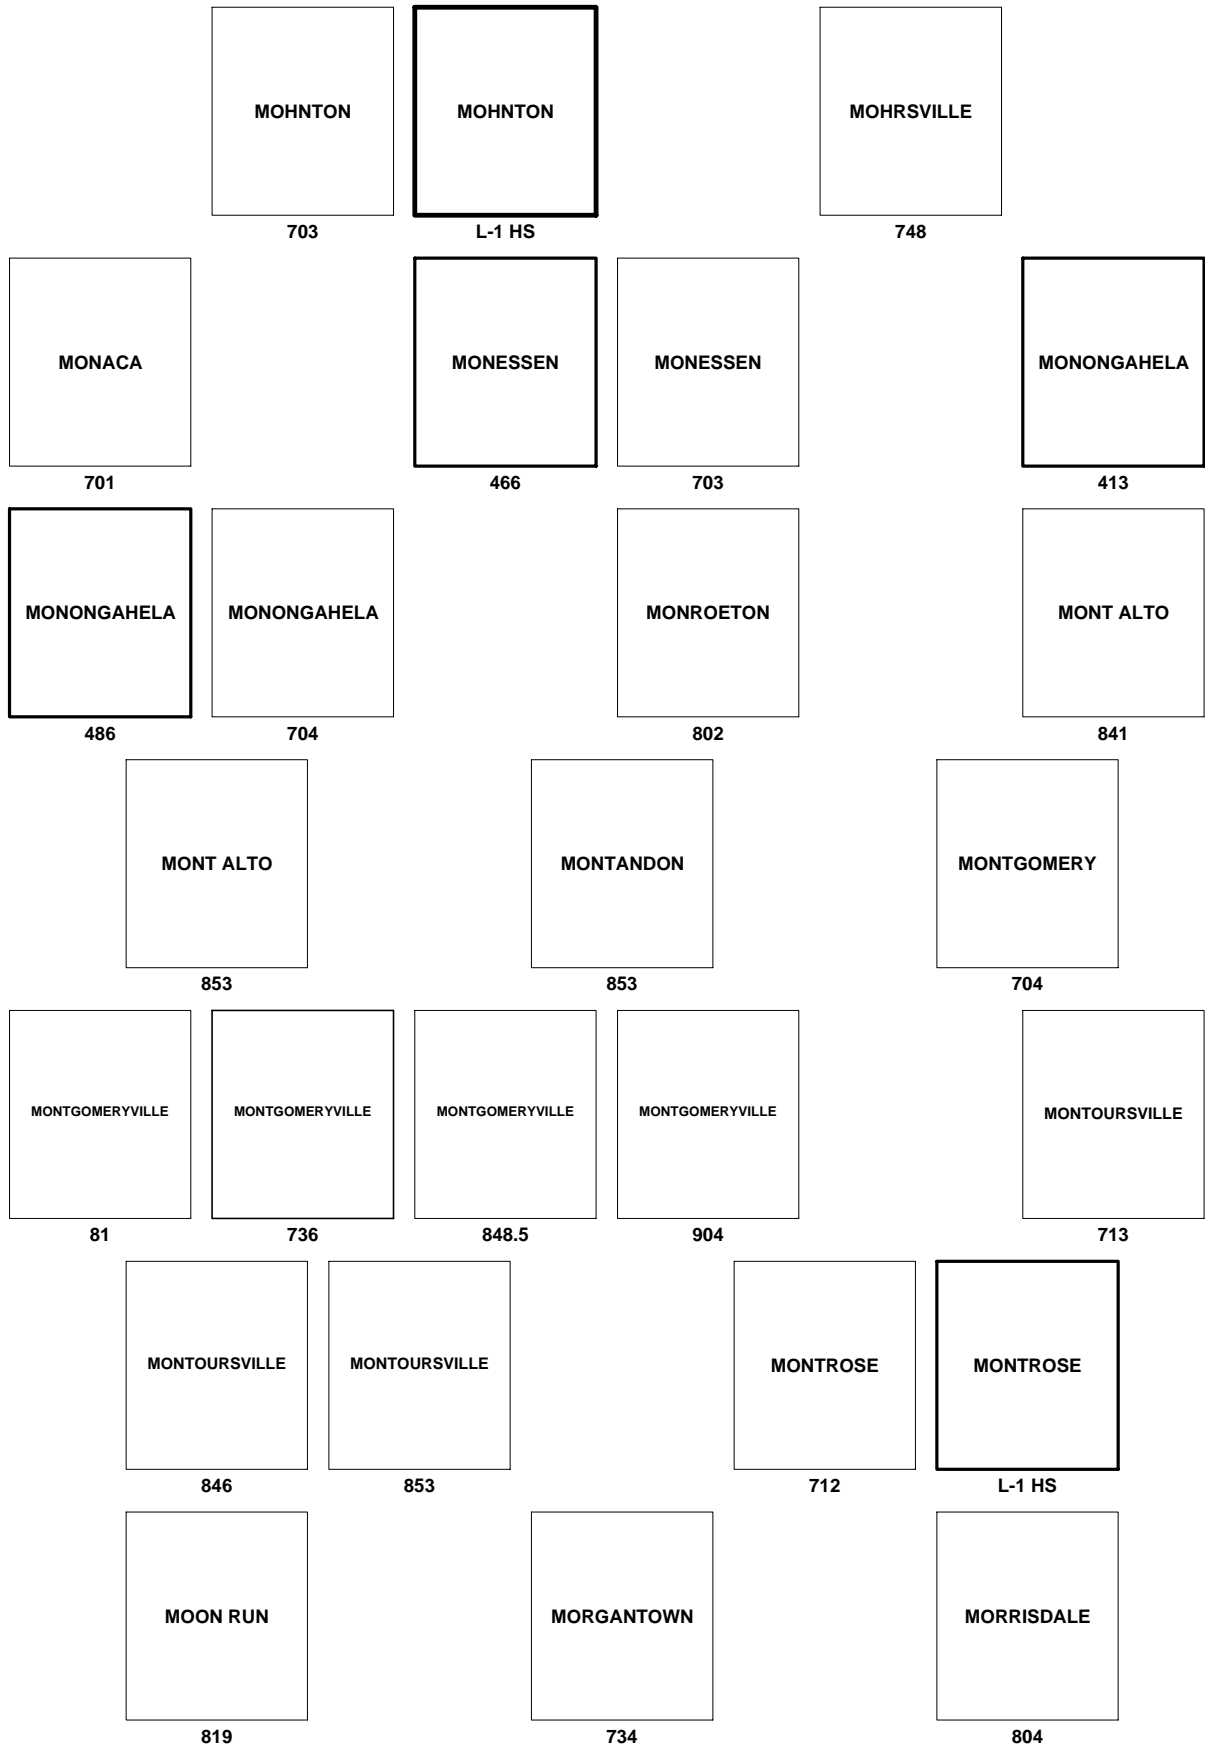 MOHNTON MOHNTON MOHRSVILLE
703 L-1 HS 748
MONACA MONESSEN MONESSEN MONONGAHELA
701 466 703 413
MONONGAHELA MONONGAHELA MONROETON MONT ALTO
486 704 802 841
MONT ALTO MONTANDON MONTGOMERY
853 853 704
MONTGOMERYVILLE MONTGOMERYVILLE MONTGOMERYVILLE MONTGOMERYVILLE MONTOURSVILLE
81 736 848.5 904 713
MONTOURSVILLE MONTOURSVILLE MONTROSE MONTROSE
846 853 712 L-1 HS
MOON RUN MORGANTOWN MORRISDALE
819 734 804